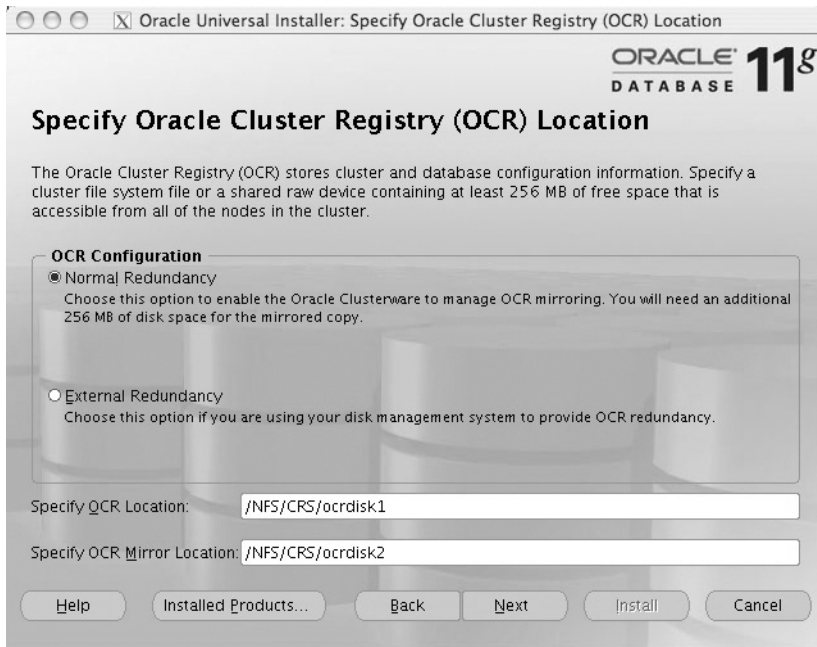 X Oracle Universal Installer: Specify Oracle Cluster Registry (OCR) Location
ORACLE 11g
DATABASE
Specify Oracle Cluster Registry (OCR) Location
The Oracle Cluster Registry (OCR) stores cluster and database configuration information. Specify a
cluster file system file or a shared raw device containing at least 256 MB of free space that is
accessible from all of the nodes in the cluster.
OCR Configuration
Normal Redundancy
Choose this option to enable the Oracle Clusterware to manage OCR mirroring. You will need an additional
256 MB of disk space for the mirrored copy.
External Redundancy
Choose this option if you are using your disk management system to provide OCR redundancy.
Specify OCR Location: /NFS/CRS/ocrdisk1
Specify OCR Mirror Location: /NFS/CRS/ocrdisk2
Help Installed Products... Back Next Install Cancel